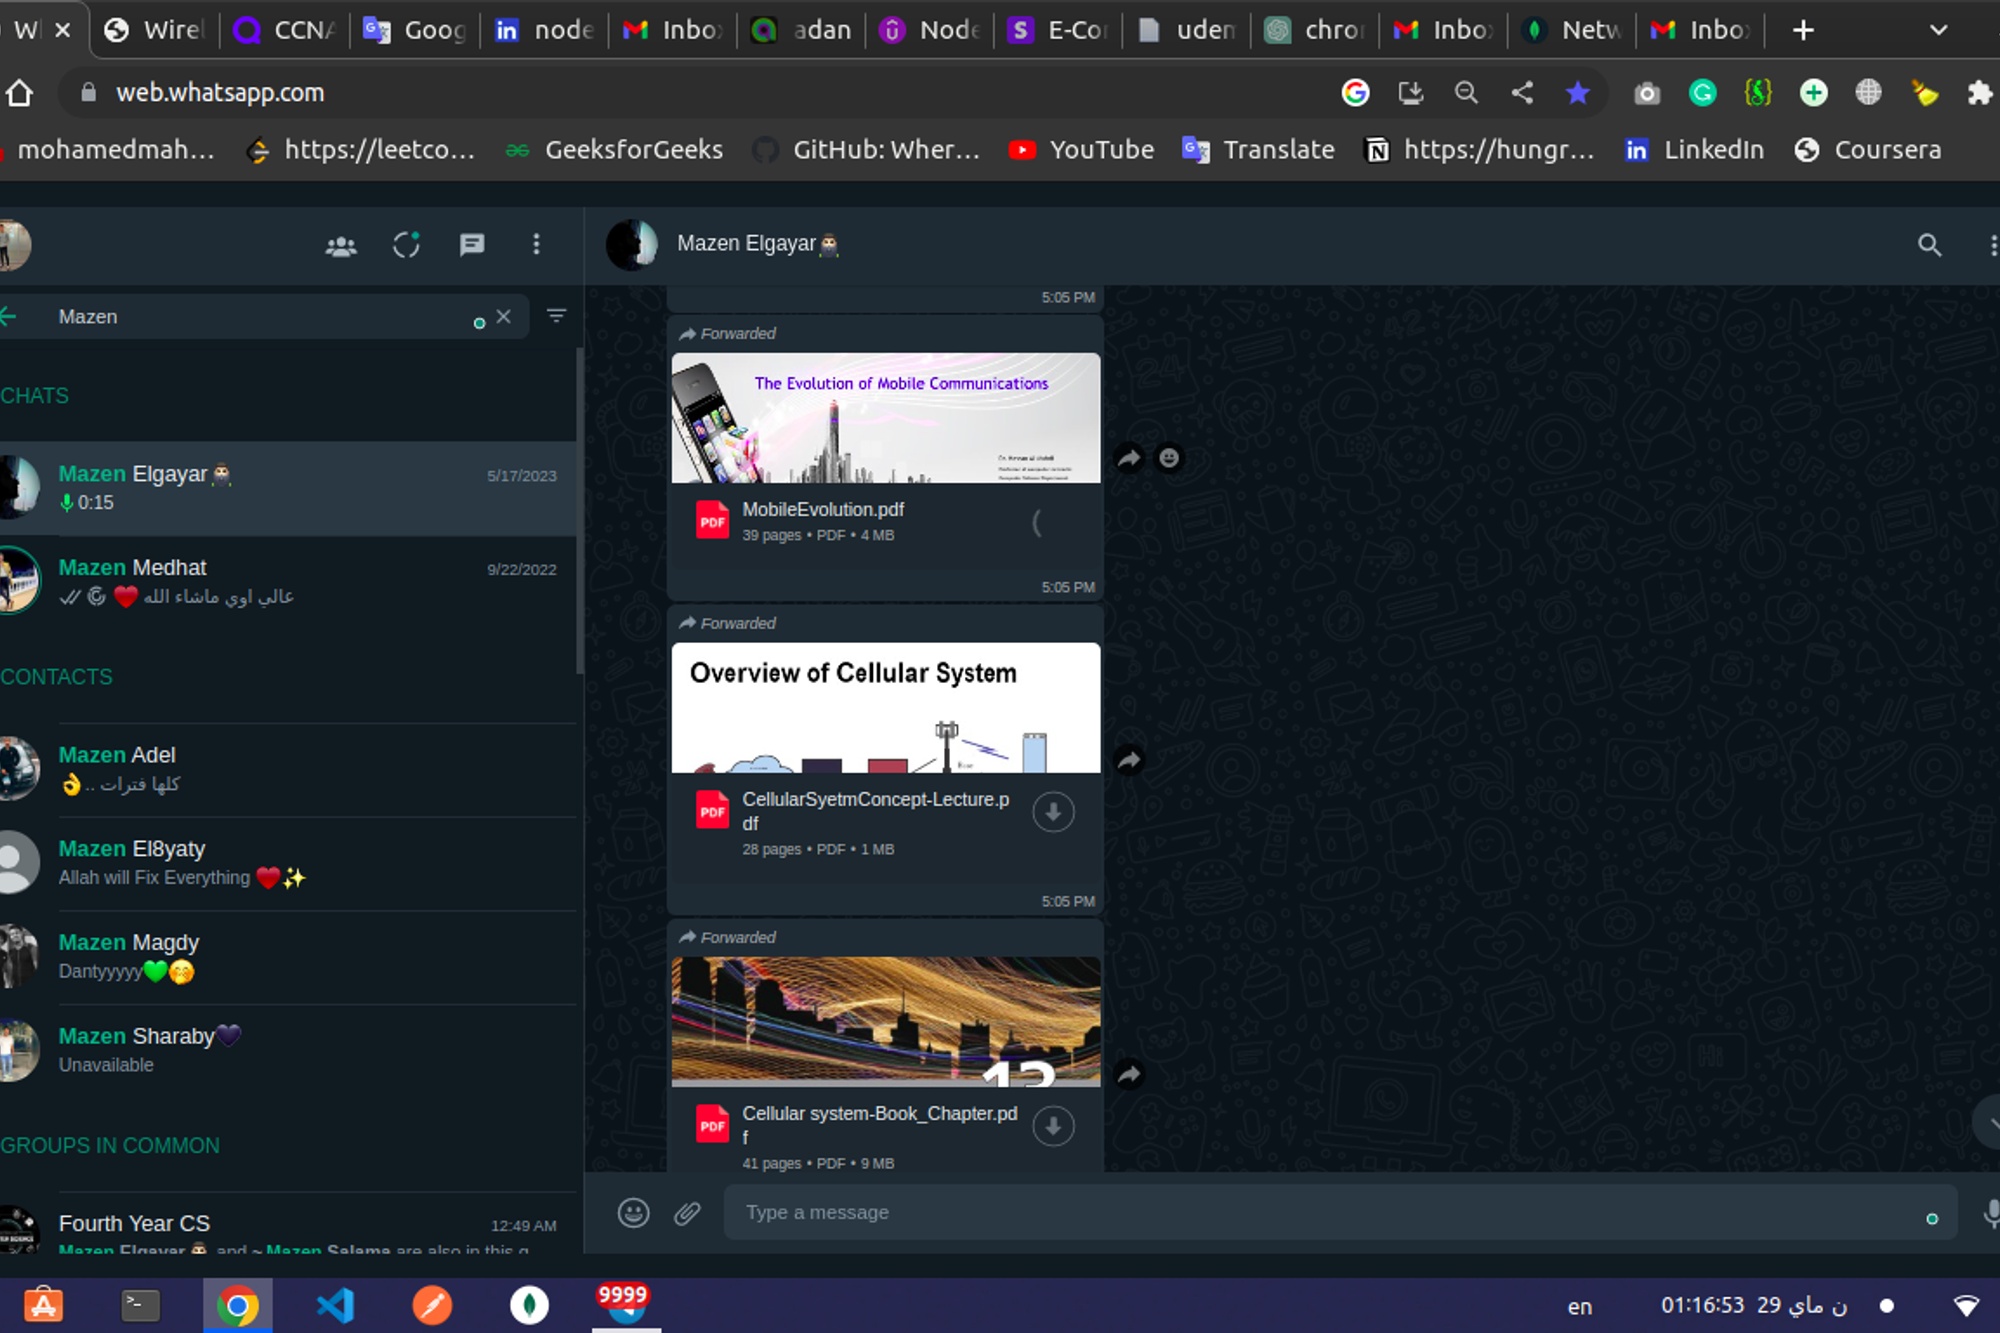 Wirel
CCNA
Goog
node
Inbo
adan
Node
E-Cor
uden
chror
Inbo
Netw
Inbo
web.whatsapp.com
mohamedmah...
https://leetco...
GeeksforGeeks
GitHub: Wher...
YouTube
Translate
https://hungr...
LinkedIn
Coursera
Mazen Elgayar
Mazen
CHATS
Mazen Elgayar
5/17/2023
0:15
Mazen Medhat
9/22/2022
عالي اوي ماشاء الله
CONTACTS
Mazen Adel
كلها فترات ..
Mazen El8yaty
Allah will Fix Everything
Mazen Magdy
Dantyyyyy
Mazen Sharaby
Unavailable
GROUPS IN COMMON
Fourth Year CS
12:49 AM
Mazen Elgayar and ~ Mazen Salama are also in this g
5:05 PM
Forwarded
The Evolution of Mobile Communications
PDF
MobileEvolution.pdf
39 pages • PDF • 4 MB
5:05 PM
Forwarded
Overview of Cellular System
PDF
CellularSyetmConcept-Lecture.p
df
28 pages • PDF • 1 MB
5:05 PM
Forwarded
13
PDF
Cellular system-Book_Chapter.pd
f
41 pages • PDF • 9 MB
Type a message
9999
en
01:16:53 29 ن ماي